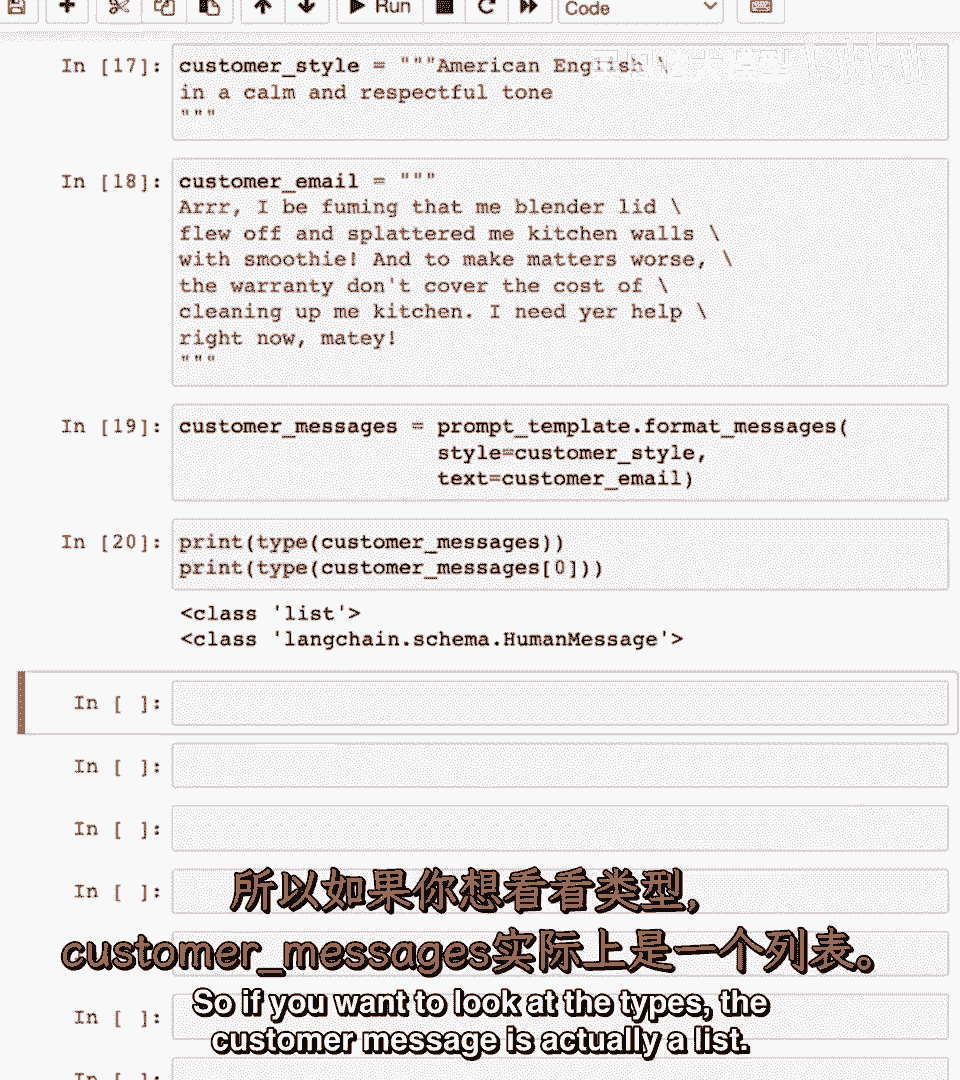 Run
Code
In [17]: customer_style = """American English \
in a calm and respectful tone
"""
In [18]: customer_email = """
Arrr, I be fuming that me blender lid \
flew off and splattered me kitchen walls \
with smoothie! And to make matters worse, \
the warranty don't cover the cost of \
cleaning up me kitchen. I need yer help \
right now, matey!
"""
In [19]: customer_messages = prompt_template.format_messages(
style=customer_style,
text=customer_email)
In [20]: print(type(customer_messages))
print(type(customer_messages[0]))
<class 'list'>
<class 'langchain.schema.HumanMessage'>
In [ ]:
In [ ]:
In [ ]:
In [ ]:
所以如果你想看看类型,
customer_messages实际上是一个列表。
In [ ]:
So if you want to look at the types, the
customer message is actually a list.